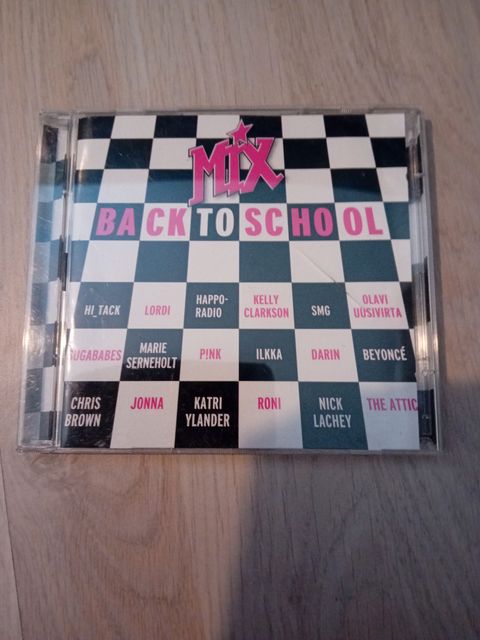 MIX
BACK TO SCHOOL
HI_TACK LORDI HAPPO-RADIO KELLY CLARKSON SMG OLAVI UUSIVIRTA
SUGABABES MARIE SERNEHOLT P!NK ILKKA DARIN BEYONCÉ
CHRIS BROWN JONNA KATRI YLANDER RONI NICK LACHEY THE ATTIC